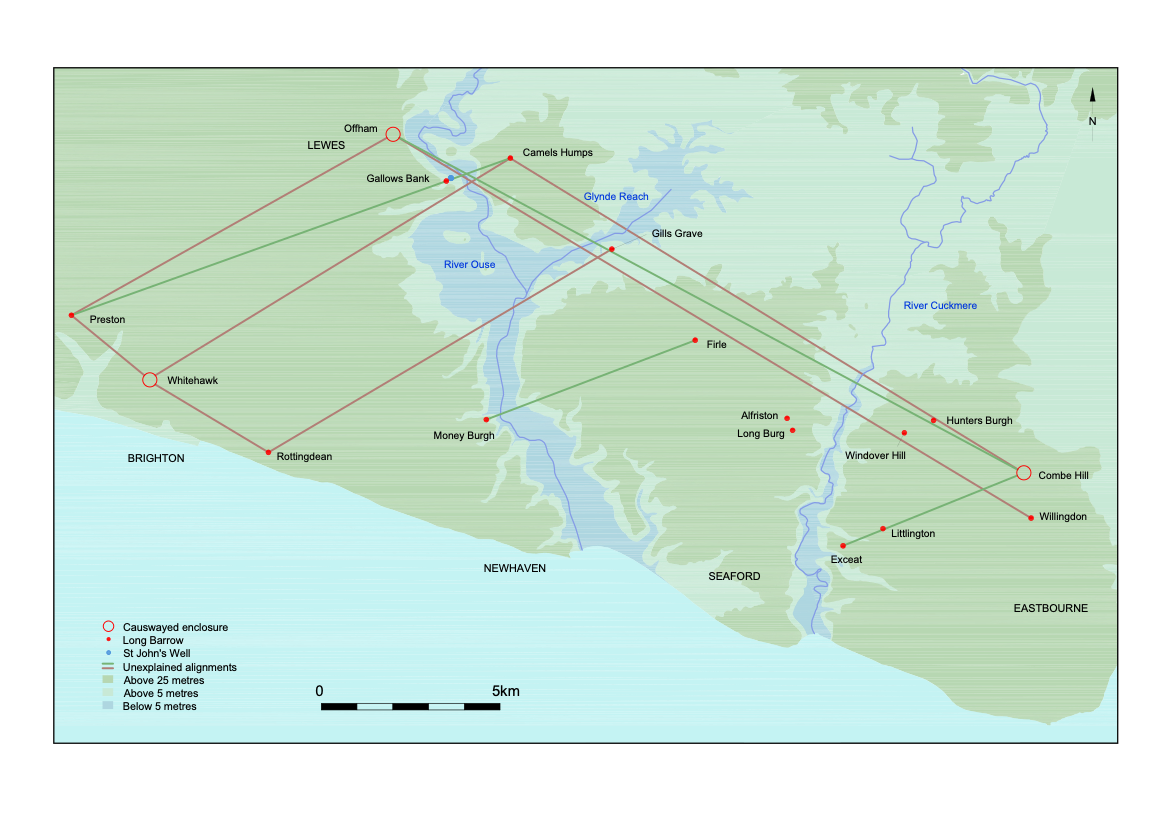 N
Offham
LEWES
Camels Humps
Gallows Bank
Glynde Reach
Gills Grave
River Ouse
River Cuckmere
Preston
Firle
Whitehawk
Alfriston
Hunters Burgh
Money Burgh
Long Burg
BRIGHTON
Rottingdean
Windover Hill
Combe Hill
Willingdon
Littlington
Exceat
NEWHAVEN
SEAFORD
EASTBOURNE
Causwayed enclosure
Long Barrow
St John's Well
Unexplained alignments
Above 25 metres
Above 5 metres
Below 5 metres
0 5km